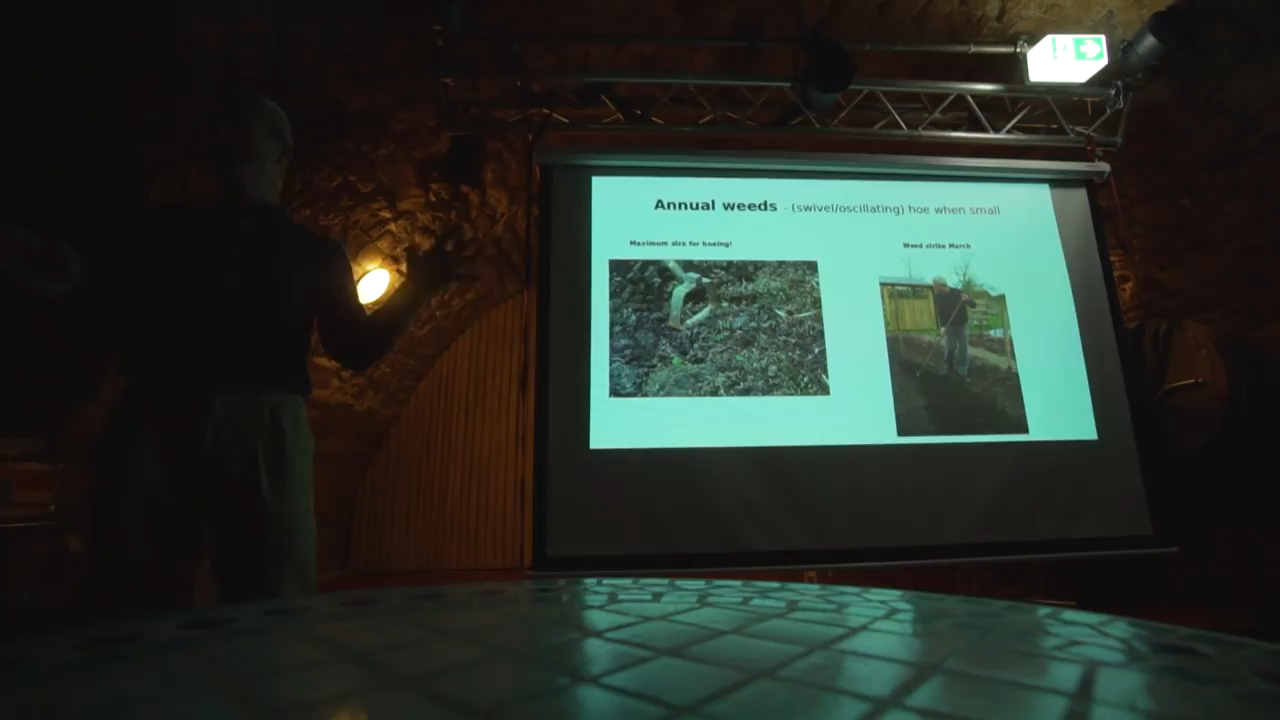 Annual weeds - (swivel/oscillating) hoe when small
Maximum size for hoeing!
Weed strike March